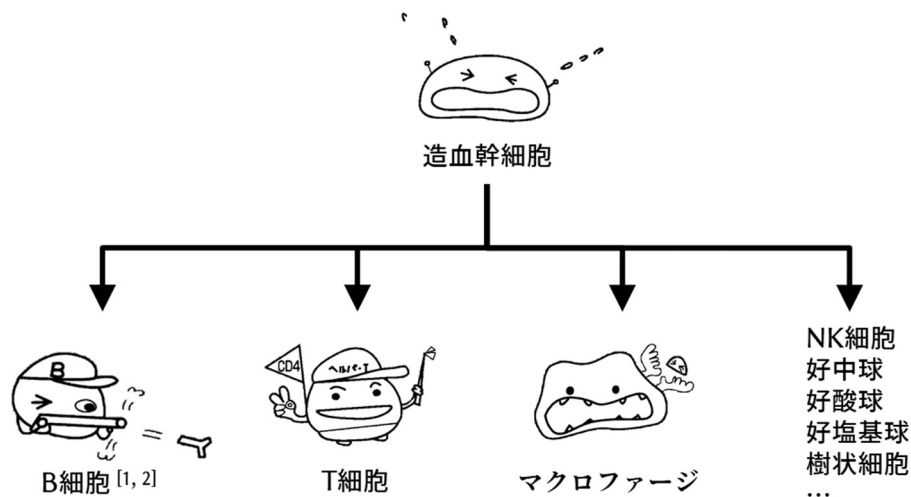 造血幹細胞
B
B細胞 [1, 2]
CD4
ヘルパーT
T細胞
マクロファージ
NK細胞
好中球
好酸球
好塩基球
樹状細胞
…